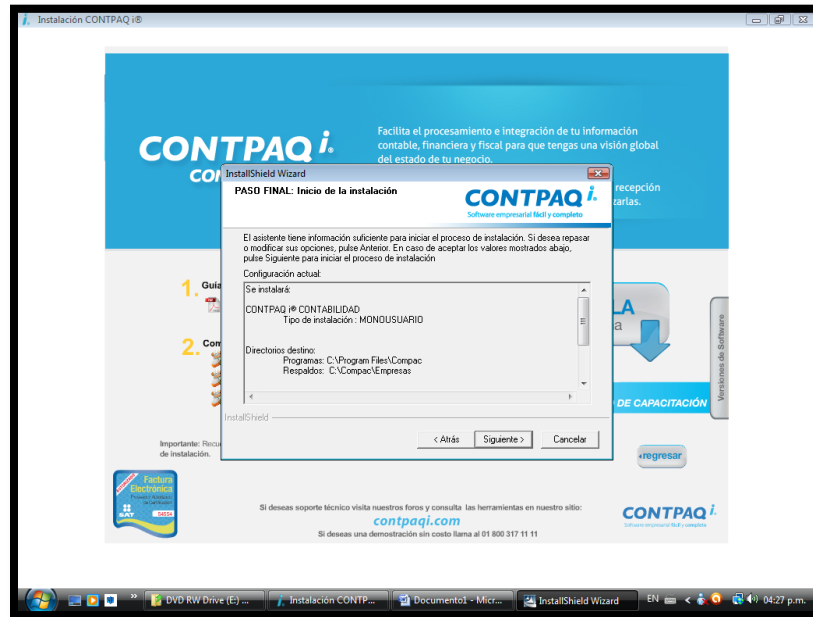 Instalación CONTPAQ i®
CONTPAQ i®
Facilita el procesamiento e integración de tu información
contable, financiera y fiscal para que tengas una visión global
del estado de tu negocio.
recepción
zarlas.
InstallShield Wizard
PASO FINAL: Inicio de la instalación
CONTPAQ i.
Software empresarial fácil y completo
El asistente tiene información suficiente para iniciar el proceso de instalación. Si desea repasar
o modificar sus opciones, pulse Anterior. En caso de aceptar los valores mostrados abajo,
pulse Siguiente para iniciar el proceso de instalación
Configuración actual:
Se instalará:
CONTPAQ i® CONTABILIDAD
Tipo de instalación : MONOUSUARIO
Directorios destino:
Programas: C:\Program Files\Compac
Respaldos: C:\Compac\Empresas
InstallShield
< Atrás
Siguiente >
Cancelar
1. Guía
2. Con
LA
a
Versiones de Software
DE CAPACITACIÓN
Importante: Recu
de instalación.
regresar
Factura
Electrónica
SAT
54654
Si deseas soporte técnico visita nuestros foros y consulta las herramientas en nuestro sitio:
contpaqi.com
Si deseas una demostración sin costo llama al 01 800 317 11 11
CONTPAQ i.
Software empresarial fácil y completo
DVD RW Drive (E:) ...
Instalación CONTP...
Documento1 - Micr...
InstallShield Wizard
EN
04:27 p.m.